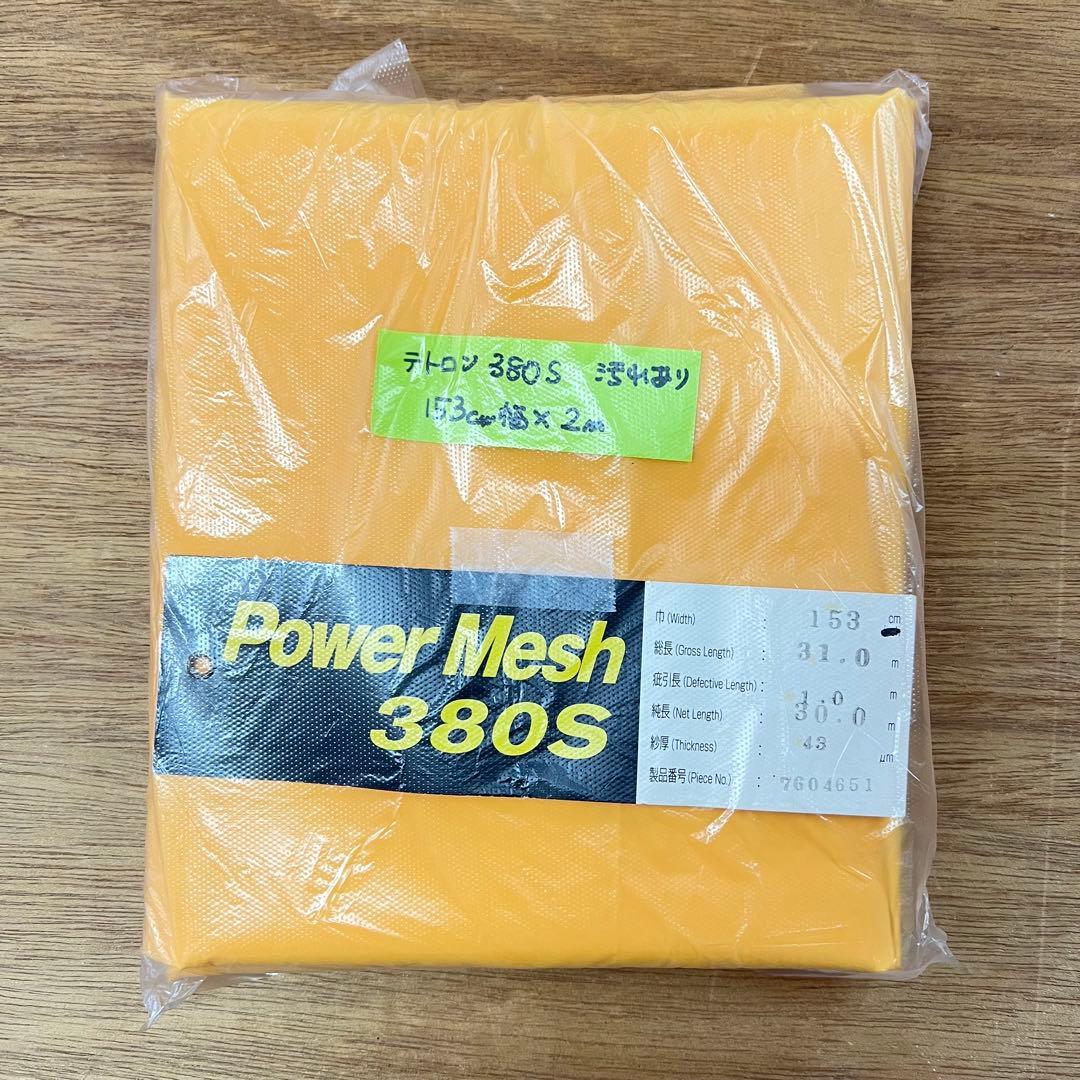 テトロン 380S 汚れあり
153cm幅×2m
Power Mesh
380S
巾(Width) : 153 cm
総長(Gross Length) : 31.0 m
疵引長(Defective Length) : 1.0 m
純長(Net Length) : 30.0 m
紗厚(Thickness) : 43 μm
製品番号(Piece No.) : 7604651